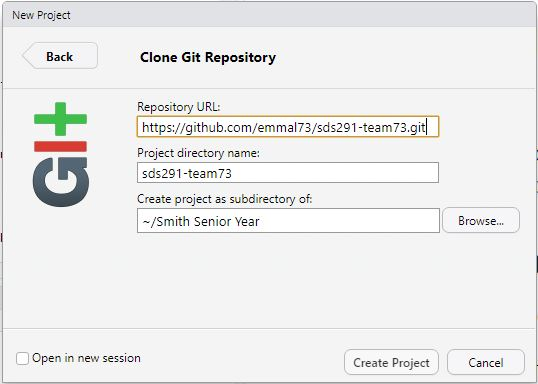 New Project
Back
Clone Git Repository
GIt
Repository URL:
https://github.com/emmal73/sds291-team73.git
Project directory name:
sds291-team73
Create project as subdirectory of:
~/Smith Senior Year
Browse...
Open in new session
Create Project
Cancel